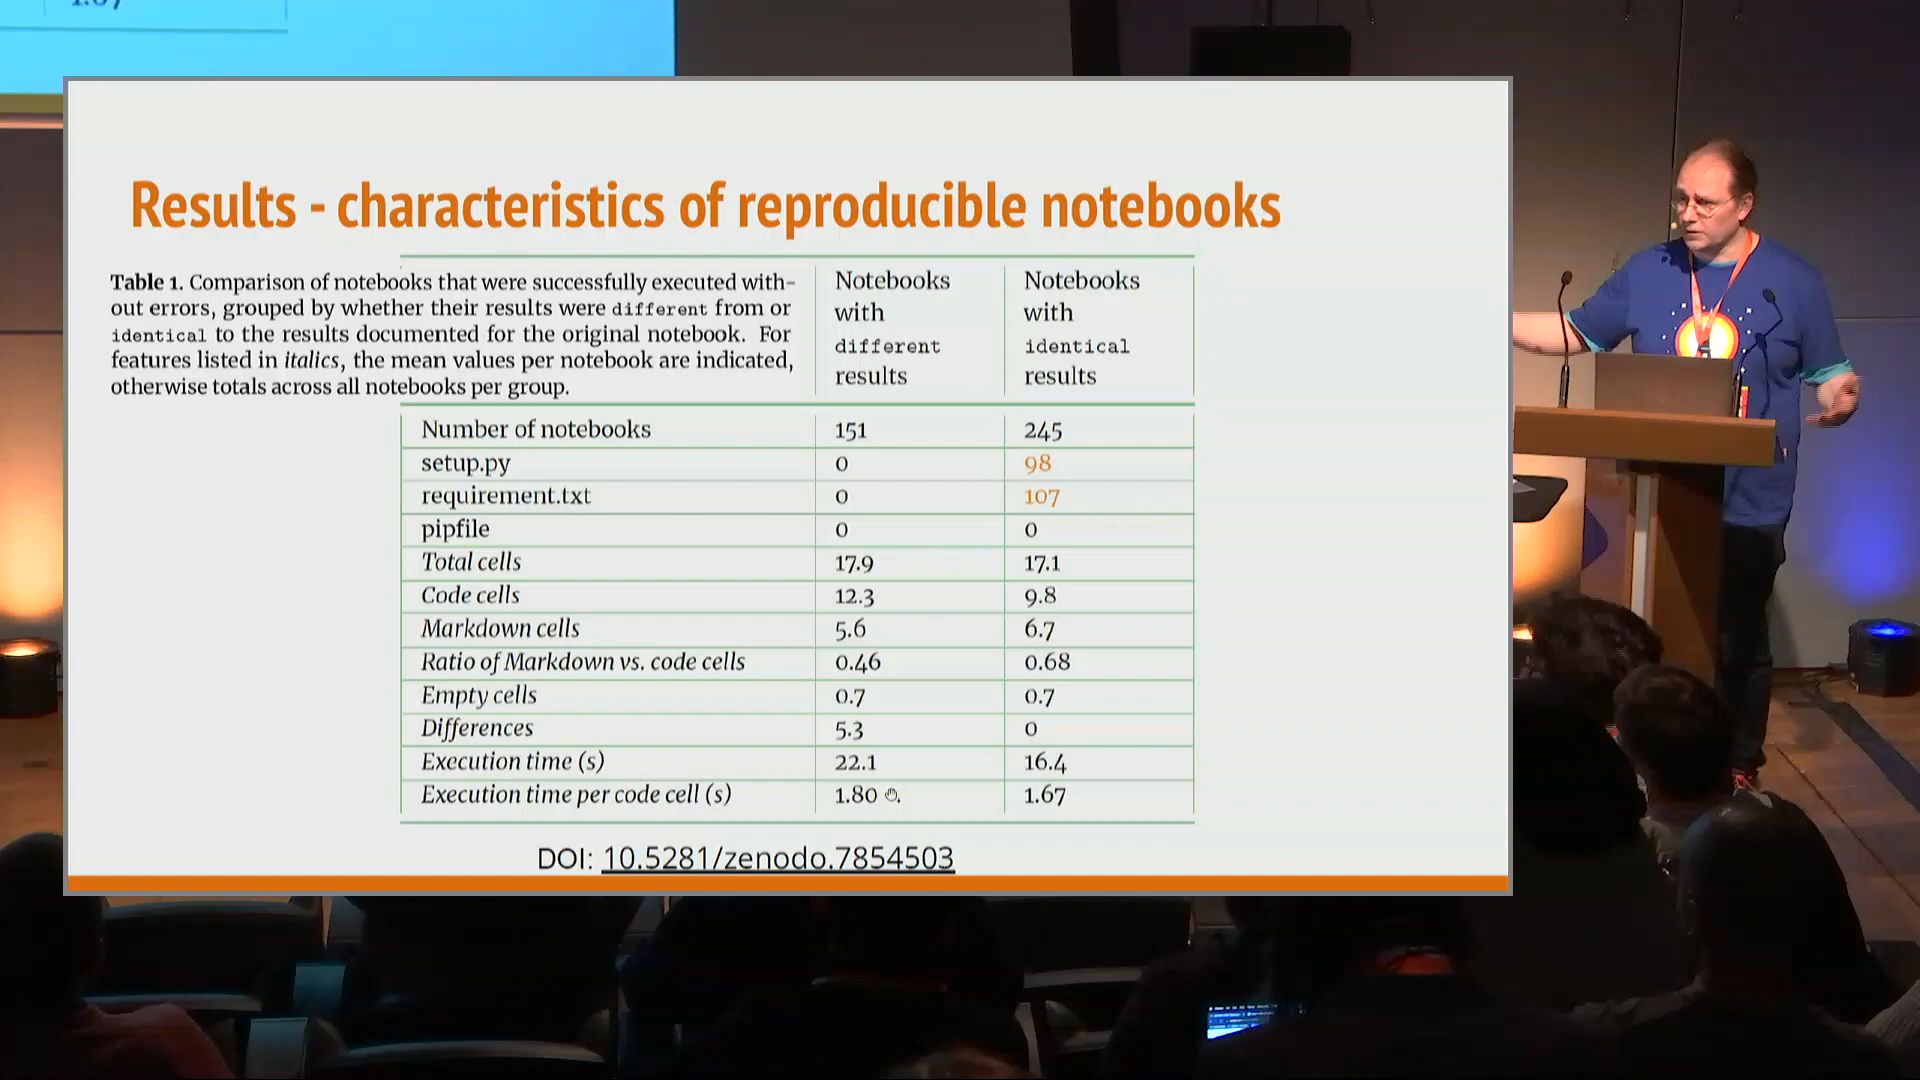 1.67
Results - characteristics of reproducible notebooks
Table 1. Comparison of notebooks that were successfully executed with-
out errors, grouped by whether their results were different from or
identical to the results documented for the original notebook. For
features listed in italics, the mean values per notebook are indicated,
otherwise totals across all notebooks per group.
Notebooks
with
different
results
Notebooks
with
identical
results
Number of notebooks 151 245
setup.py 0 98
requirement.txt 0 107
pipfile 0 0
Total cells 17.9 17.1
Code cells 12.3 9.8
Markdown cells 5.6 6.7
Ratio of Markdown vs. code cells 0.46 0.68
Empty cells 0.7 0.7
Differences 5.3 0
Execution time (s) 22.1 16.4
Execution time per code cell (s) 1.80 1.67
DOI: 10.5281/zenodo.7854503